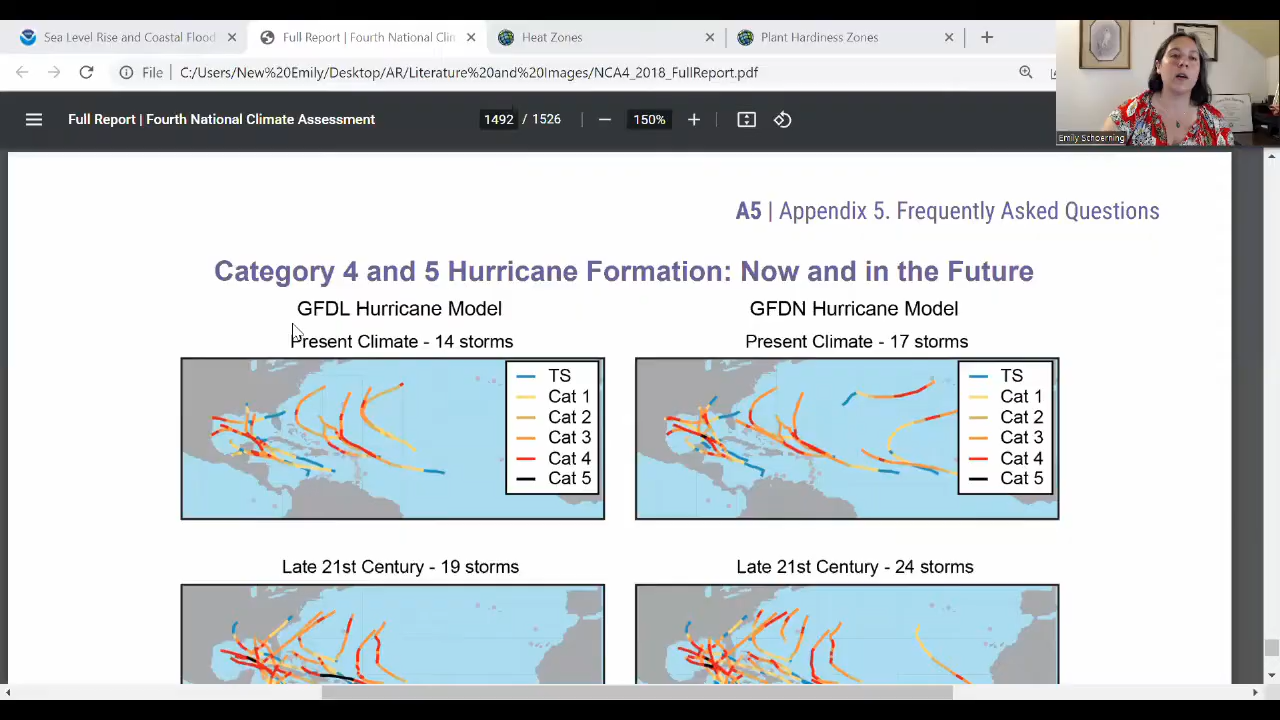 Sea Level Rise and Coastal Flood
Full Report | Fourth National Clin
Heat Zones
Plant Hardiness Zones
File
C:/Users/New%20Emily/Desktop/AR/Literature%20and%20Images/NCA4_2018_FullReport.pdf
Full Report | Fourth National Climate Assessment
1492 / 1526
150%
Emily Schoerning
A5 | Appendix 5. Frequently Asked Questions
Category 4 and 5 Hurricane Formation: Now and in the Future
GFDL Hurricane Model
GFDN Hurricane Model
Present Climate - 14 storms
Present Climate - 17 storms
TS
Cat 1
Cat 2
Cat 3
Cat 4
Cat 5
TS
Cat 1
Cat 2
Cat 3
Cat 4
Cat 5
Late 21st Century - 19 storms
Late 21st Century - 24 storms